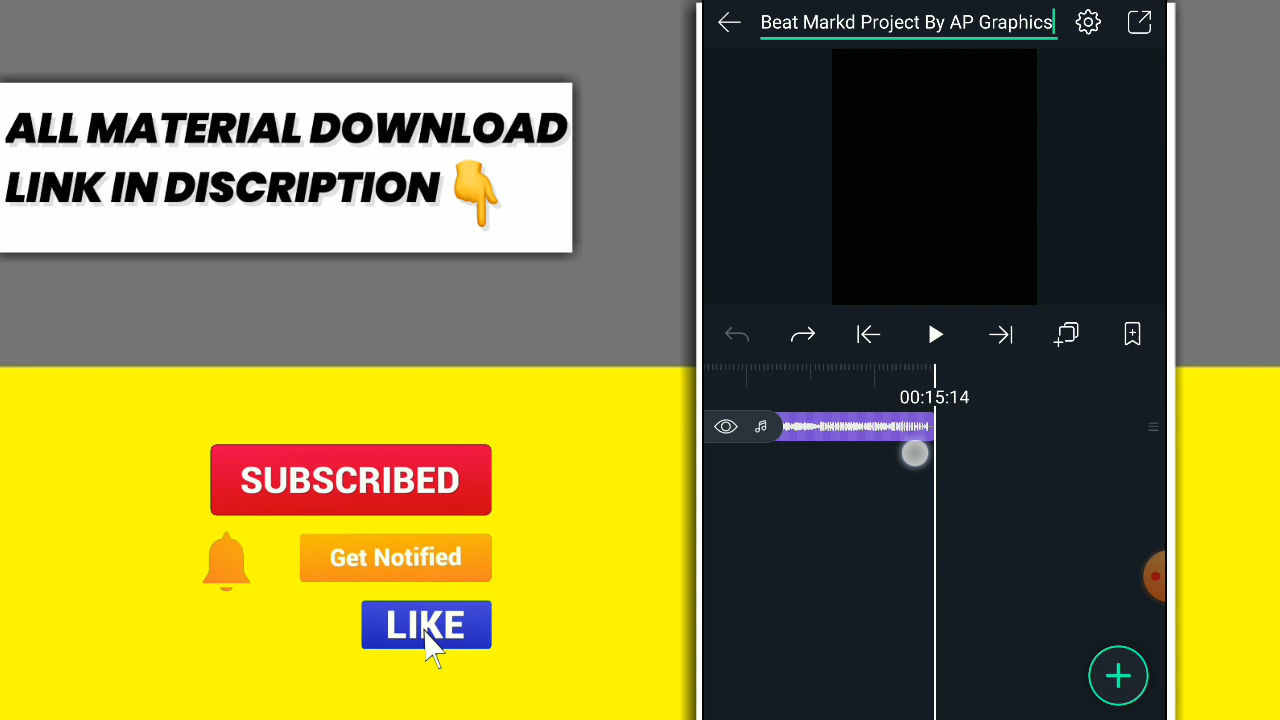 ALL MATERIAL DOWNLOAD
LINK IN DISCRIPTION 👇
SUBSCRIBED
Get Notified
LIKE
Beat Markd Project By AP Graphics
00:15:14